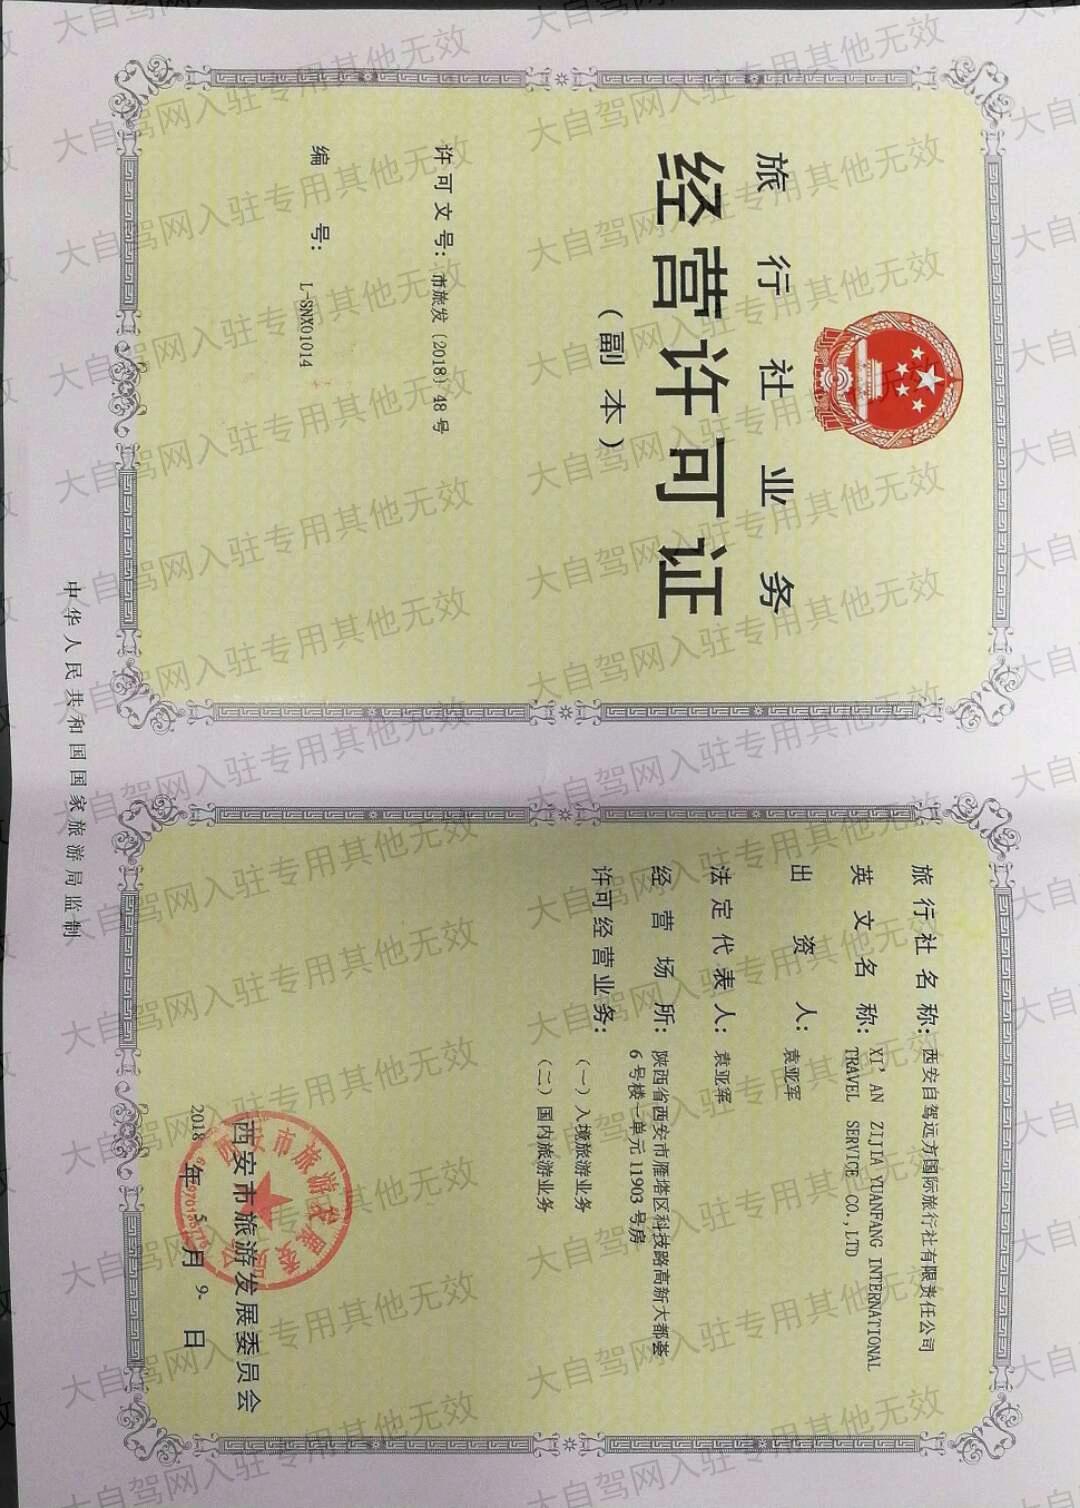 旅行社业务
经营许可证
（副本）
许可文号：市旅发〔2018〕48号
编号：L-SNX01014
旅行社名称：西安自驾远方国际旅行社有限责任公司
英文名称：XI'AN ZIJIA YUANFANG INTERNATIONAL
TRAVEL SERVICE CO.,LTD
出资人：袁亚军
法定代表人：袁亚军
经营场所：陕西省西安市雁塔区科技路高新大都荟
6号楼一单元11903号房
许可经营业务：
（一）入境旅游业务
（二）国内旅游业务
西安市旅游发展委员会
2018年5月9日
中华人民共和国国家旅游局监制
大自驾网入驻专用其他无效